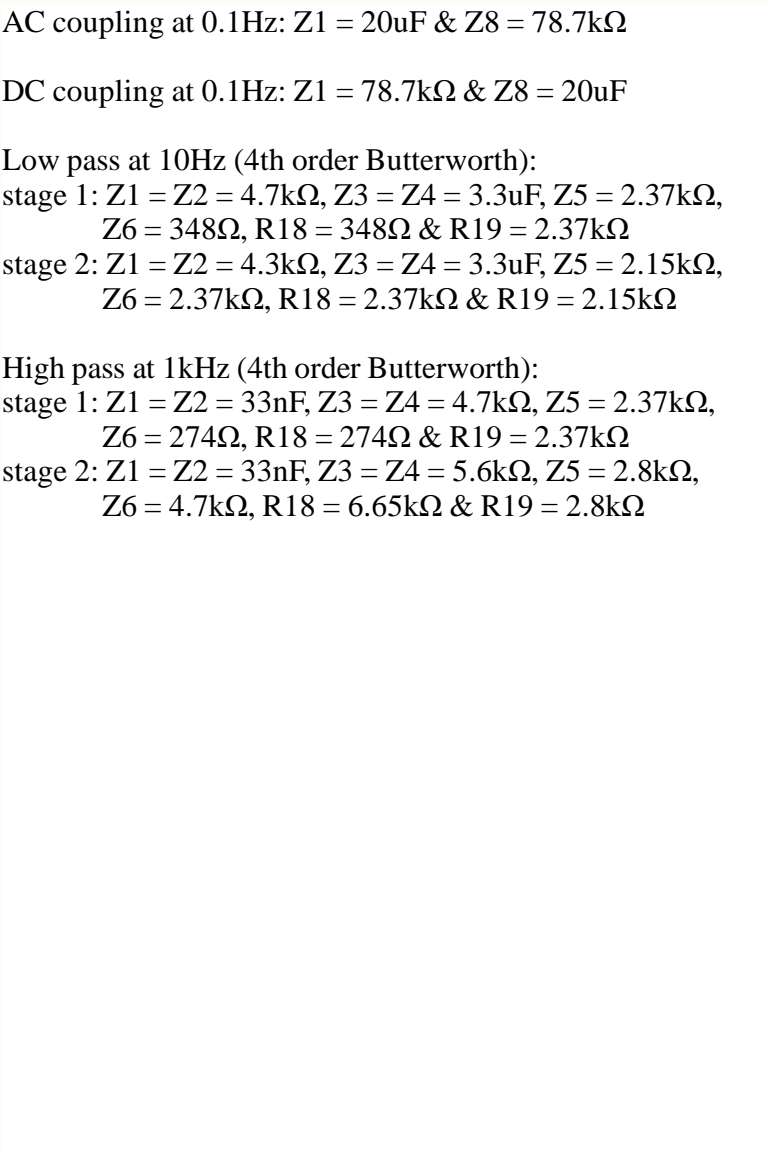 AC coupling at 0.1Hz: Z1 = 20uF & Z8 = 78.7kΩ
DC coupling at 0.1Hz: Z1 = 78.7kΩ & Z8 = 20uF
Low pass at 10Hz (4th order Butterworth):
stage 1: Z1 = Z2 = 4.7kΩ, Z3 = Z4 = 3.3uF, Z5 = 2.37kΩ,
Z6 = 348Ω, R18 = 348Ω & R19 = 2.37kΩ
stage 2: Z1 = Z2 = 4.3kΩ, Z3 = Z4 = 3.3uF, Z5 = 2.15kΩ,
Z6 = 2.37kΩ, R18 = 2.37kΩ & R19 = 2.15kΩ
High pass at 1kHz (4th order Butterworth):
stage 1: Z1 = Z2 = 33nF, Z3 = Z4 = 4.7kΩ, Z5 = 2.37kΩ,
Z6 = 274Ω, R18 = 274Ω & R19 = 2.37kΩ
stage 2: Z1 = Z2 = 33nF, Z3 = Z4 = 5.6kΩ, Z5 = 2.8kΩ,
Z6 = 4.7kΩ, R18 = 6.65kΩ & R19 = 2.8kΩ